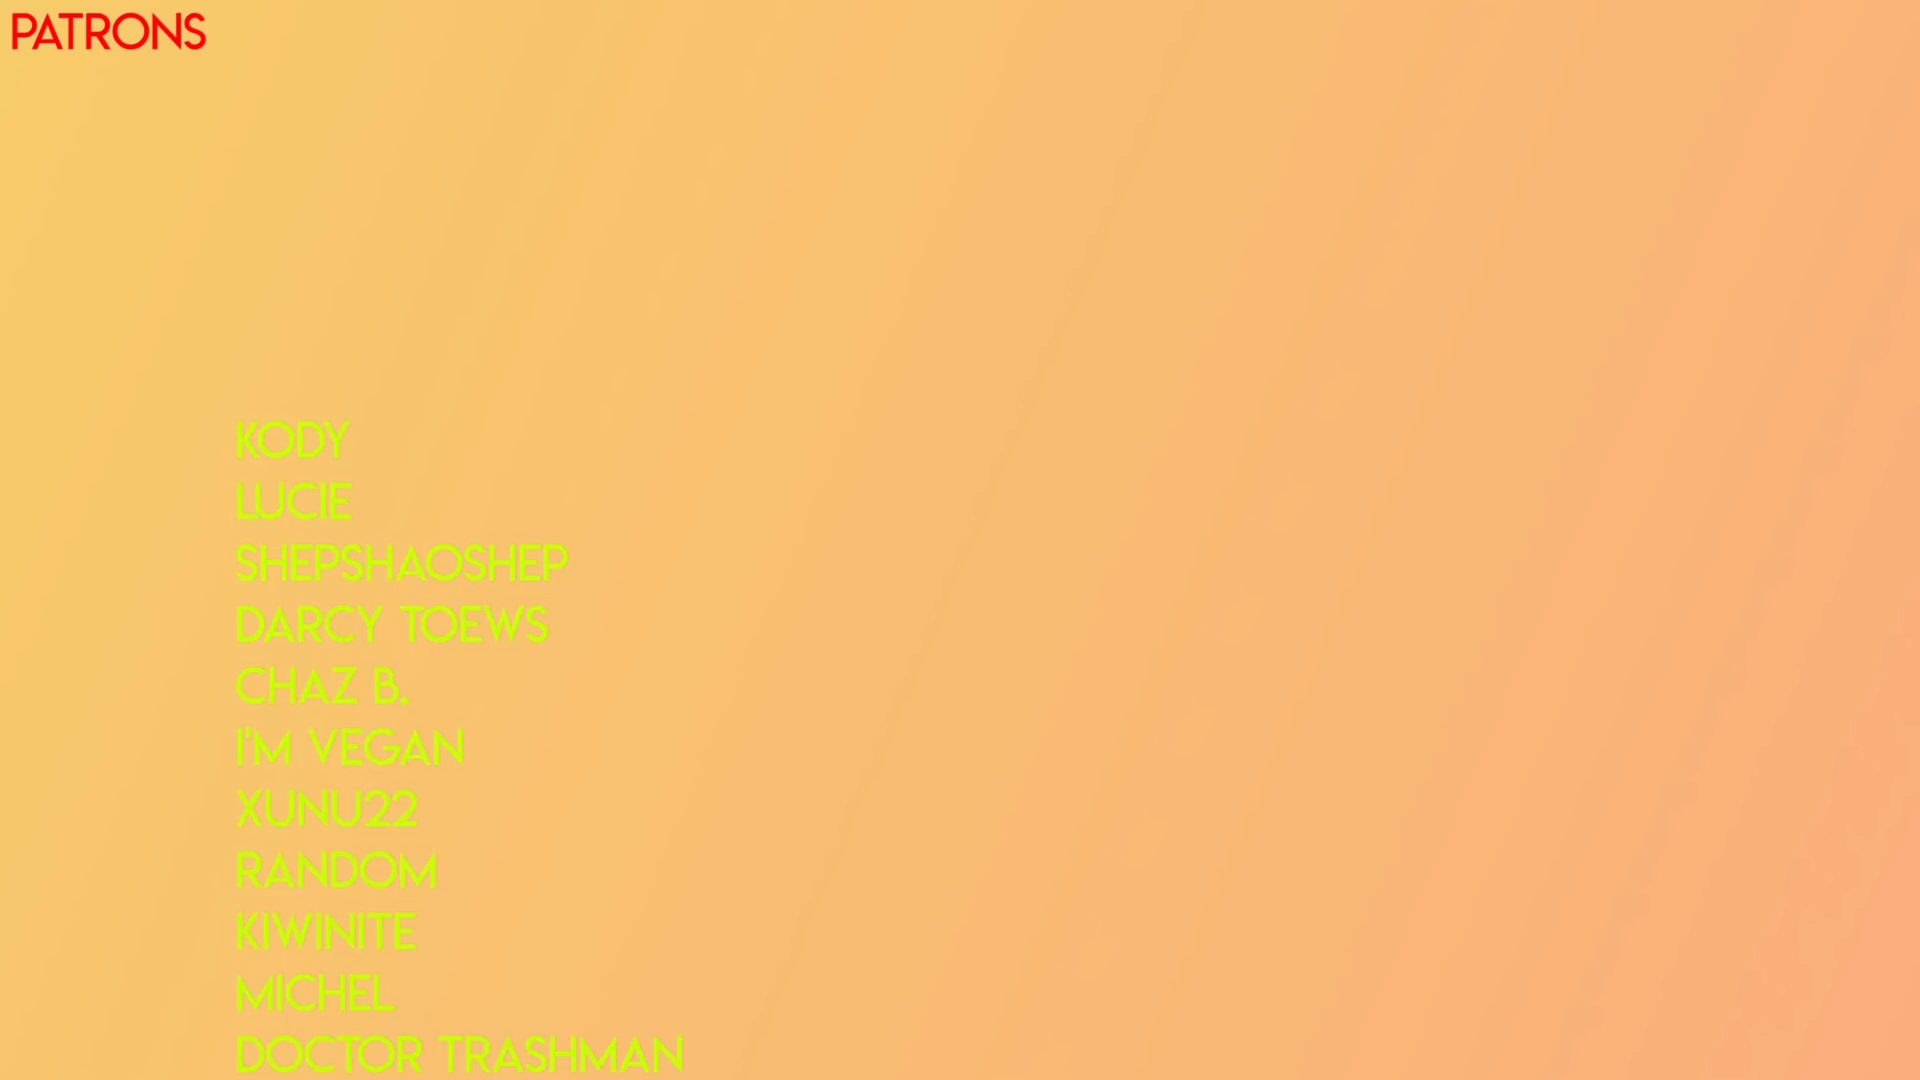 PATRONS
KODY
LUCIE
SHEPSHAOSHEP
DARCY TOEWS
CHAZ B.
I'M VEGAN
XUNU22
RANDOM
KIWINITE
MICHEL
DOCTOR TRASHMAN